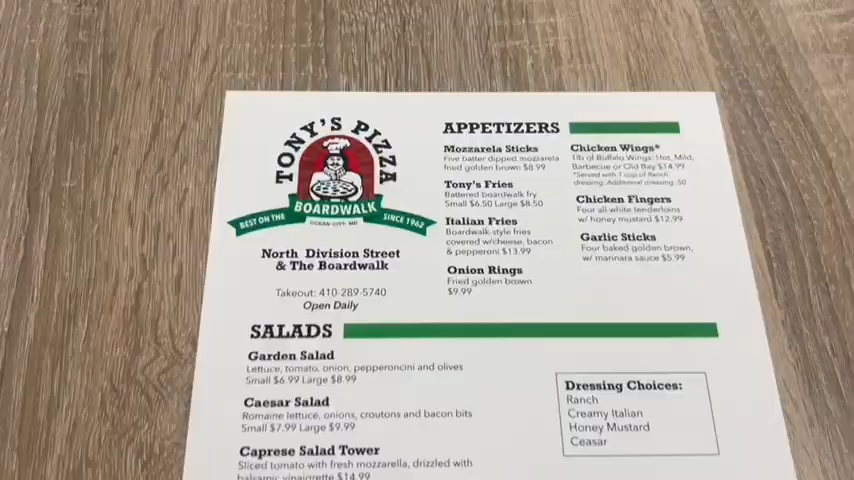 TONY'S PIZZA
BEST ON THE
BOARDWALK
SINCE 1962
OCEAN CITY, MD
North Division Street
& The Boardwalk
Takeout: 410-289-5740
Open Daily
APPETIZERS
Mozzarela Sticks
Five batter dipped mozzarela
fried golden brown $8.99
Tony's Fries
Battered boardwalk fry
Small $6.50 Large $8.50
Italian Fries
Boardwalk-style fries
covered w/cheese, bacon
& pepperoni $13.99
Onion Rings
Fried golden brown
$9.99
Chicken Wings*
1lb of Buffalo Wings: Hot, Mild,
Barbecue or Old Bay $14.99
*Served with 1 cup of Ranch
dressing. Additional dressing .50
Chicken Fingers
Four all white tenderloins
w/ honey mustard $12.99
Garlic Sticks
Four baked golden brown,
w/ marinara sauce $5.99
SALADS
Garden Salad
Lettuce, tomato, onion, pepperoncini and olives
Small $6.99 Large $8.99
Caesar Salad
Romaine lettuce, onions, croutons and bacon bits
Small $7.99 Large $9.99
Caprese Salad Tower
Sliced tomato with fresh mozzarella, drizzled with
balsamic vinaigrette $14.99
Dressing Choices:
Ranch
Creamy Italian
Honey Mustard
Ceasar